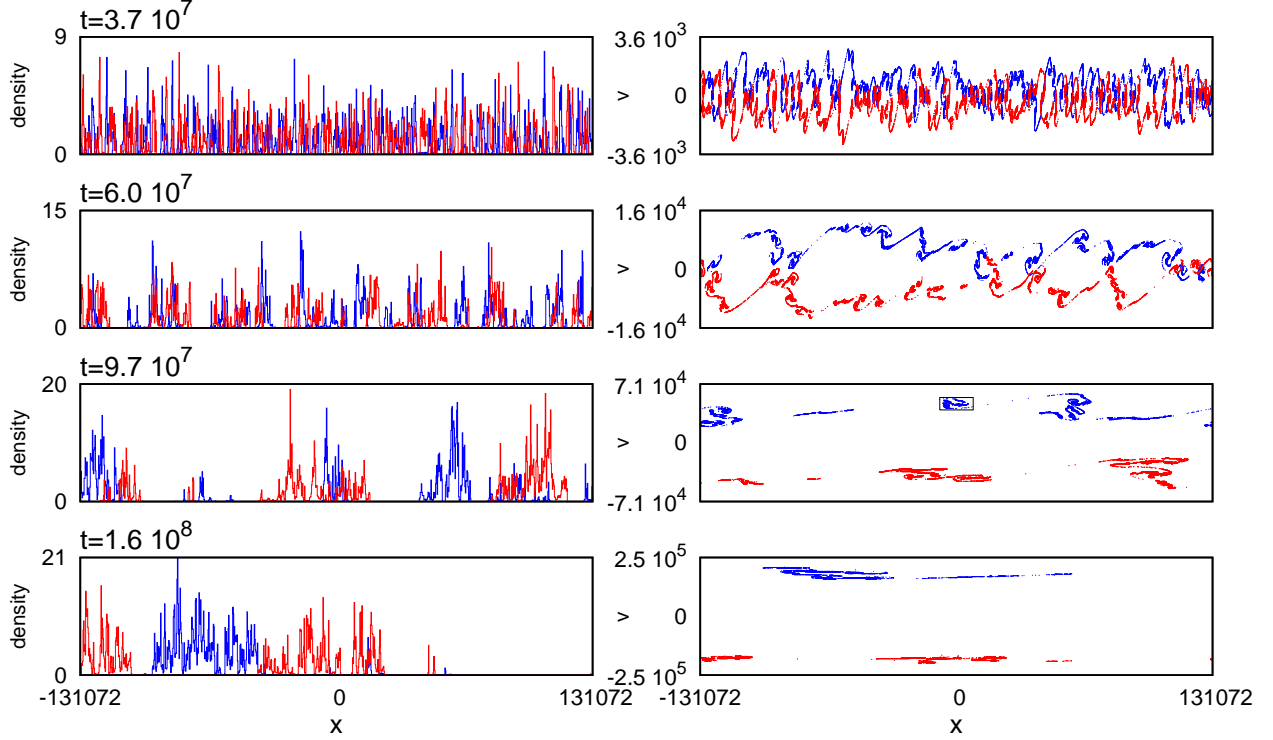 t=3.7 10^7
9
density
0
3.6 10^3
v
0
-3.6 10^3
t=6.0 10^7
15
density
0
1.6 10^4
v
0
-1.6 10^4
t=9.7 10^7
20
density
0
7.1 10^4
v
0
-7.1 10^4
t=1.6 10^8
21
density
0
2.5 10^5
v
0
-2.5 10^5
-131072 0 131072
x
-131072 0 131072
x